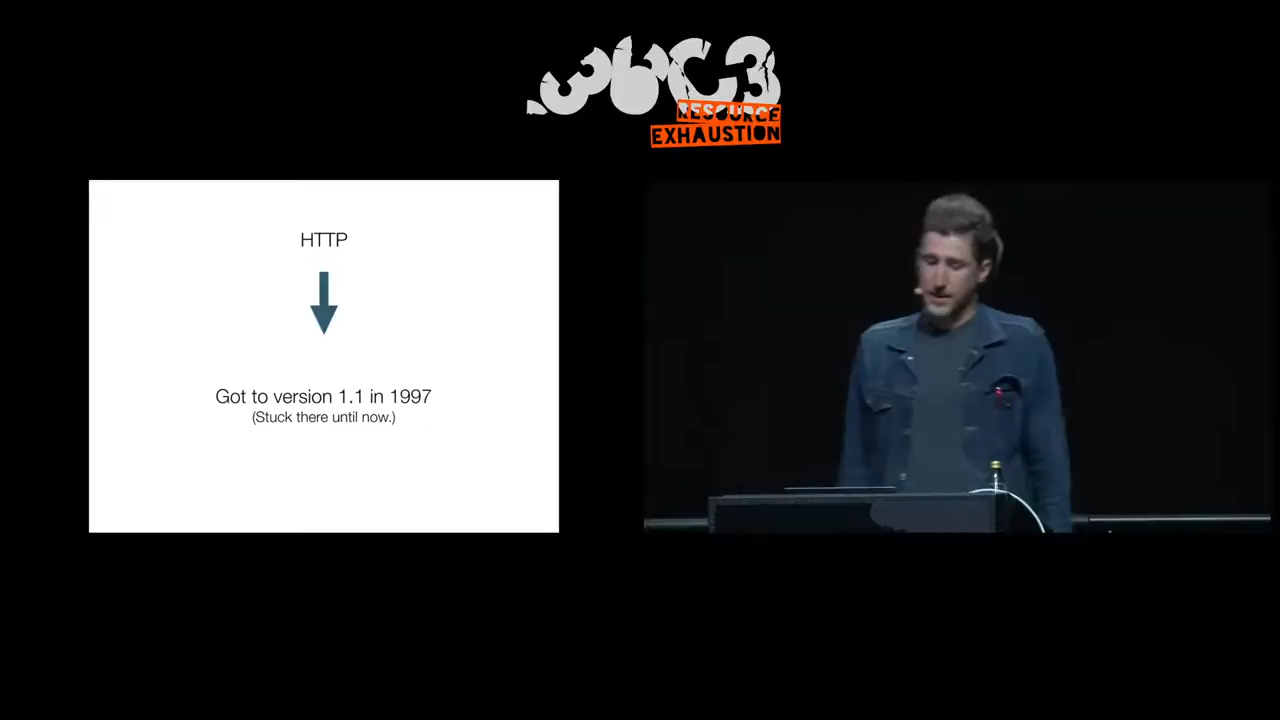 36C3
RESOURCE
EXHAUSTION
HTTP
Got to version 1.1 in 1997
(Stuck there until now.)